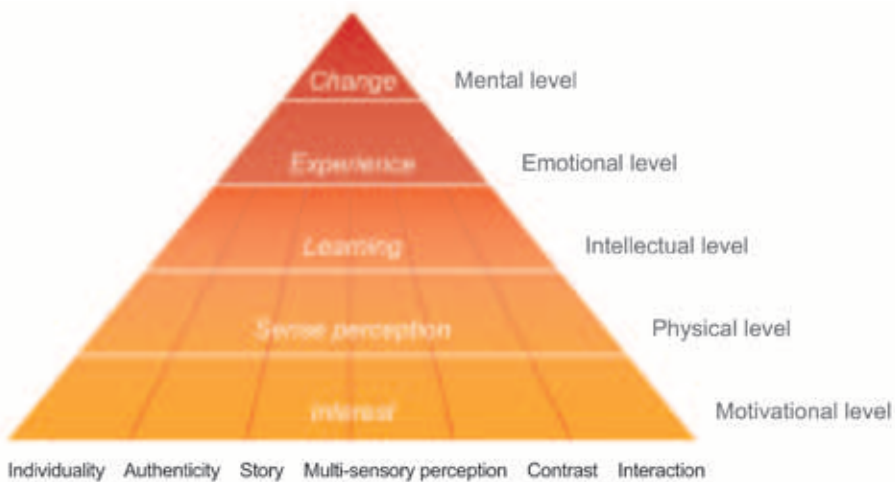 Change Mental level
Experience Emotional level
Learning Intellectual level
Sense perception Physical level
Interest Motivational level
Individuality Authenticity Story Multi-sensory perception Contrast Interaction